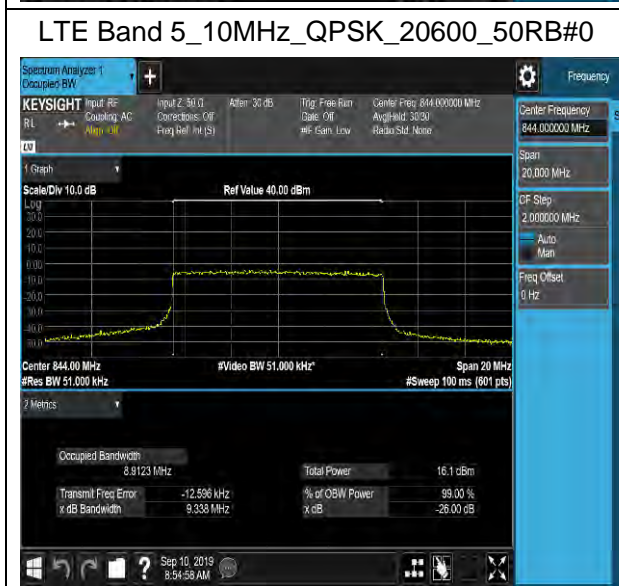 LTE Band 5_10MHz_QPSK_20600_50RB#0
Spectrum Analyzer 1
Occupied BW
Frequency
KEYSIGHT Input: RF
RL
Coupling: AC
Align: Off
Input Z: 50 Ω
Corrections: Off
Freq Ref: Int (S)
Atten: 30 dB
Trig: Free Run
Gate: Off
#IF Gain: Low
Center Freq: 844.000000 MHz
Avg|Hold: 30/30
Radio Std: None
LXI
Center Frequency
844.000000 MHz
Span
20.000 MHz
CF Step
2.000000 MHz
Auto
Man
Freq Offset
0 Hz
1 Graph
Scale/Div 10.0 dB
Ref Value 40.00 dBm
Log
30.0
20.0
10.0
0.00
-10.0
-20.0
-30.0
-40.0
-50.0
Center 844.00 MHz
#Video BW 51.000 kHz*
Span 20 MHz
#Res BW 51.000 kHz
#Sweep 100 ms (601 pts)
2 Metrics
Occupied Bandwidth
8.9123 MHz
Total Power 16.1 dBm
Transmit Freq Error -12.596 kHz
% of OBW Power 99.00 %
x dB Bandwidth 9.338 MHz
x dB -26.00 dB
? Sep 10, 2019
8:54:58 AM